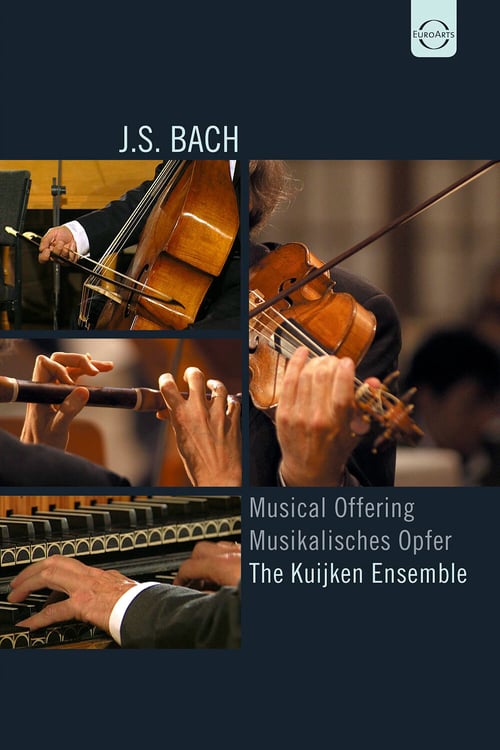 EUROARTS
J.S. BACH
Musical Offering
Musikalisches Opfer
The Kuijken Ensemble